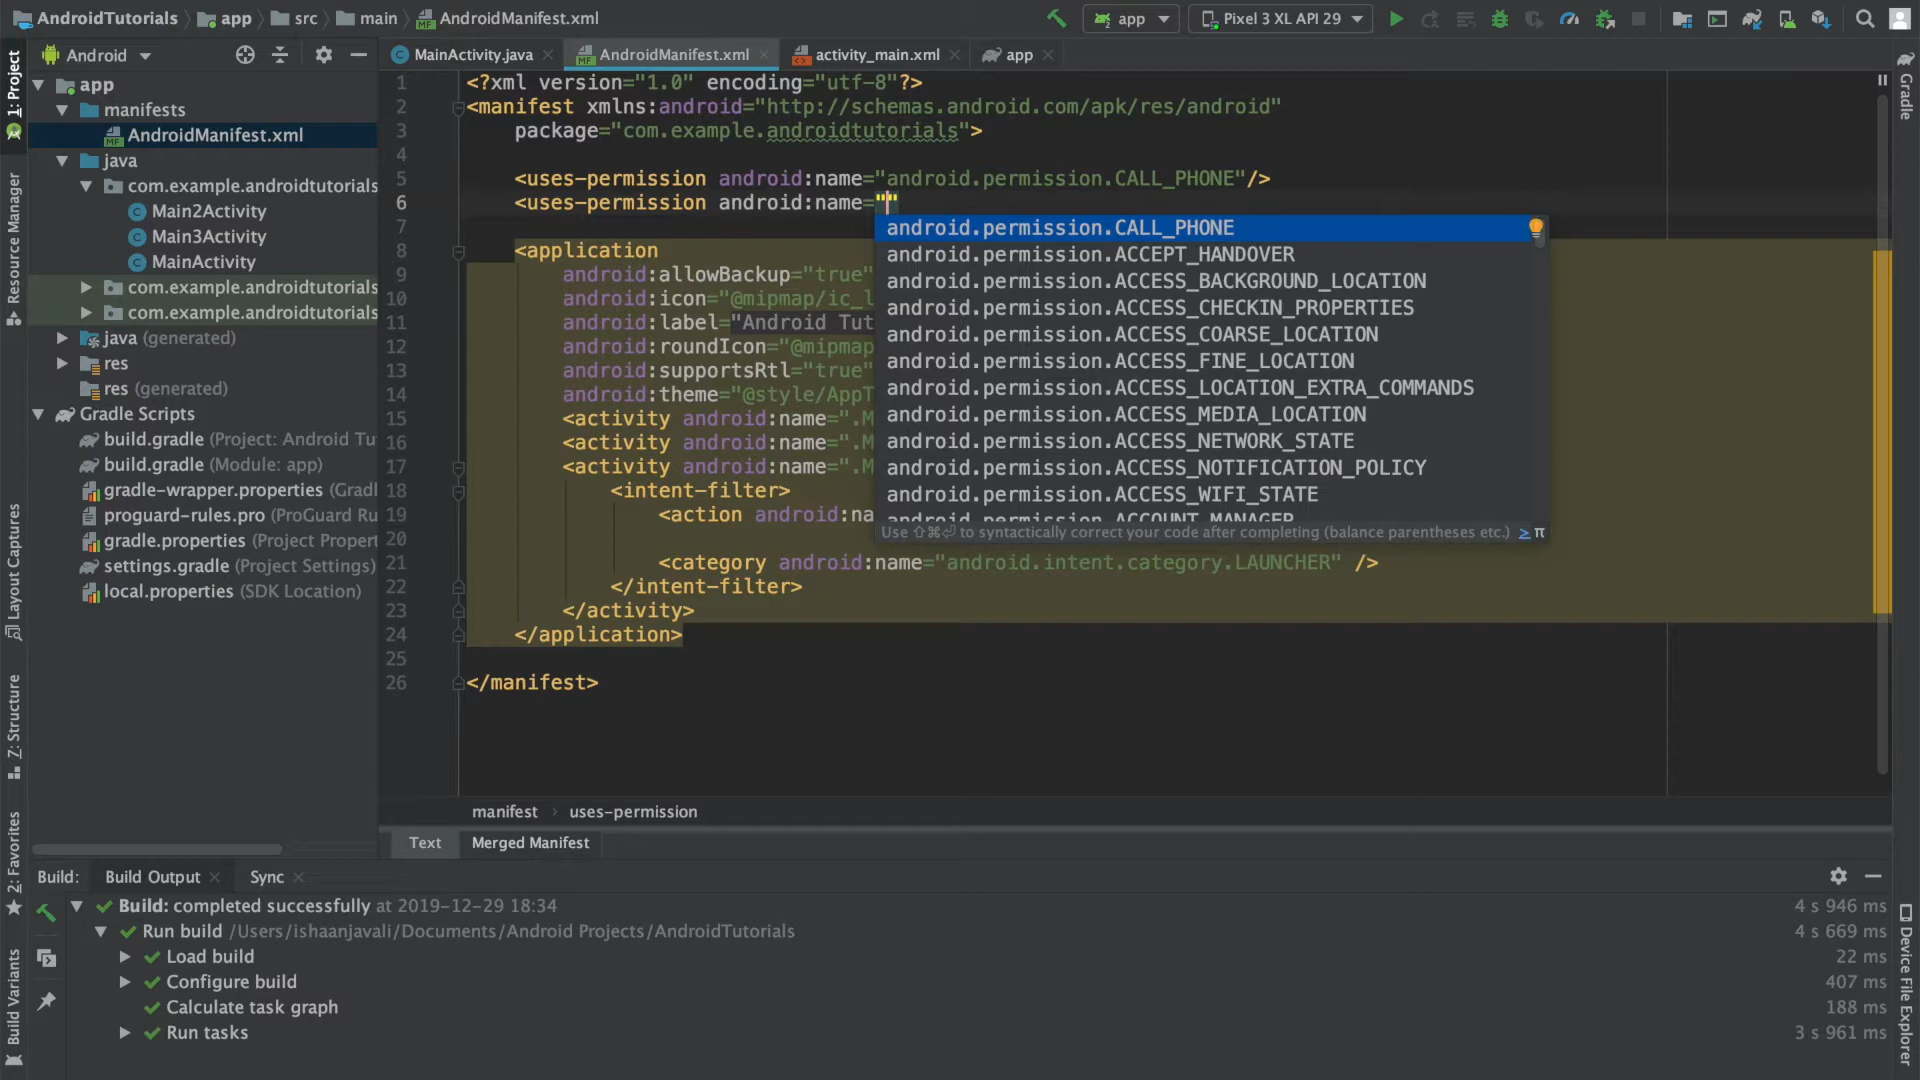 AndroidTutorials app src main AndroidManifest.xml app Pixel 3 XL API 29
Android MainActivity.java AndroidManifest.xml activity_main.xml app
1: Project
Resource Manager
Layout Captures
Z: Structure
2: Favorites
Build Variants
app
manifests
AndroidManifest.xml
java
com.example.androidtutorials
Main2Activity
Main3Activity
MainActivity
com.example.androidtutorials
com.example.androidtutorials
java (generated)
res
res (generated)
Gradle Scripts
build.gradle (Project: Android Tu
build.gradle (Module: app)
gradle-wrapper.properties (Grad
proguard-rules.pro (ProGuard Ru
gradle.properties (Project Propert
settings.gradle (Project Settings)
local.properties (SDK Location)
1 <?xml version="1.0" encoding="utf-8"?>
2 <manifest xmlns:android="http://schemas.android.com/apk/res/android"
3 package="com.example.androidtutorials">
4
5 <uses-permission android:name="android.permission.CALL_PHONE"/>
6 <uses-permission android:name=""
7
8 <application
9 android:allowBackup="true"
10 android:icon="@mipmap/ic_l
11 android:label="Android Tut
12 android:roundIcon="@mipmap
13 android:supportsRtl="true"
14 android:theme="@style/AppT
15 <activity android:name=".M
16 <activity android:name=".M
17 <activity android:name=".M
18 <intent-filter>
19 <action android:na
20
21 <category android:name="android.intent.category.LAUNCHER" />
22 </intent-filter>
23 </activity>
24 </application>
25
26 </manifest>
android.permission.CALL_PHONE
android.permission.ACCEPT_HANDOVER
android.permission.ACCESS_BACKGROUND_LOCATION
android.permission.ACCESS_CHECKIN_PROPERTIES
android.permission.ACCESS_COARSE_LOCATION
android.permission.ACCESS_FINE_LOCATION
android.permission.ACCESS_LOCATION_EXTRA_COMMANDS
android.permission.ACCESS_MEDIA_LOCATION
android.permission.ACCESS_NETWORK_STATE
android.permission.ACCESS_NOTIFICATION_POLICY
android.permission.ACCESS_WIFI_STATE
android.permission.ACCOUNT_MANAGER
Use ⇧⌘⏎ to syntactically correct your code after completing (balance parentheses etc.) ≥ π
manifest uses-permission
Text Merged Manifest
Build: Build Output Sync
Build: completed successfully at 2019-12-29 18:34 4 s 946 ms
Run build /Users/ishaanjavali/Documents/Android Projects/AndroidTutorials 4 s 669 ms
Load build 22 ms
Configure build 407 ms
Calculate task graph 188 ms
Run tasks 3 s 961 ms
Gradle
Device File Explorer